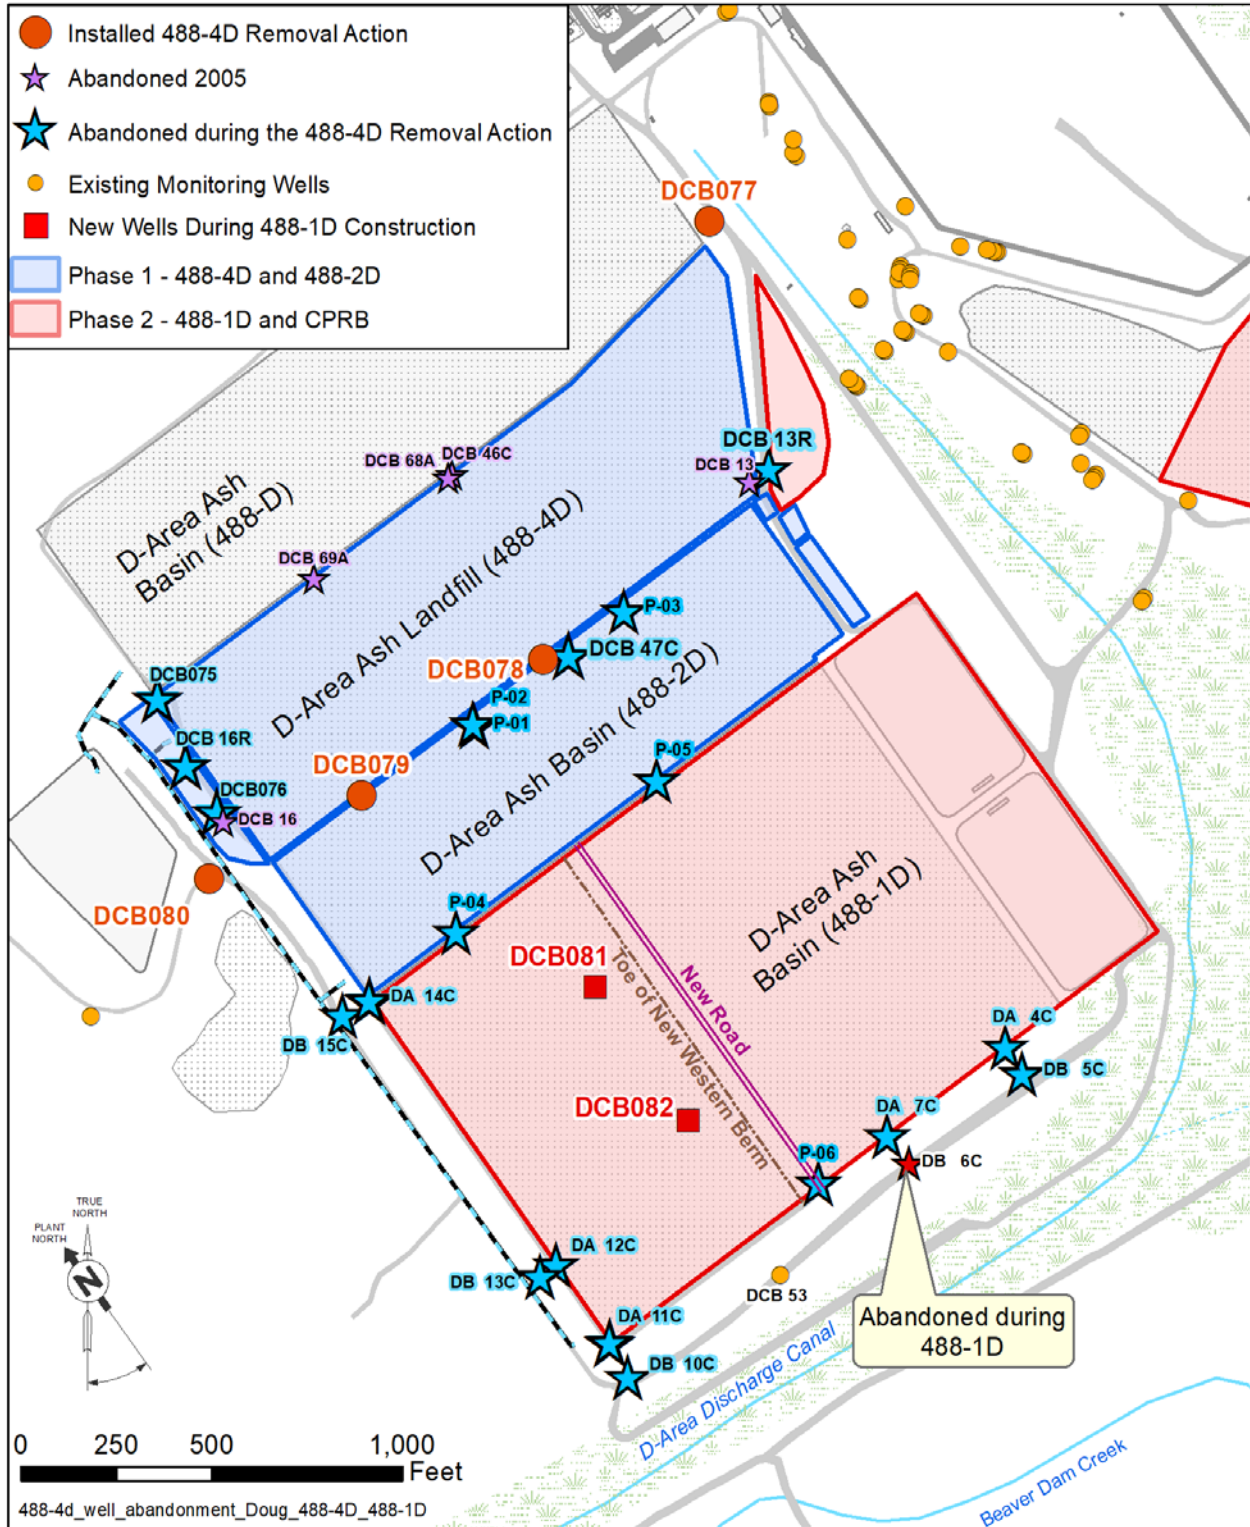 Installed 488-4D Removal Action
Abandoned 2005
Abandoned during the 488-4D Removal Action
Existing Monitoring Wells
New Wells During 488-1D Construction
Phase 1 - 488-4D and 488-2D
Phase 2 - 488-1D and CPRB
DCB077
DCB 13R
DCB 13
DCB 68A
DCB 46C
D-Area Ash
Basin (488-D)
DCB 69A
D-Area Ash Landfill (488-4D)
P-03
DCB 47C
DCB078
DCB075
P-02
P-01
DCB 16R
DCB079
DCB076
DCB 16
P-05
D-Area Ash Basin (488-2D)
DCB080
P-04
D-Area Ash
Basin (488-1D)
DCB081
New Road
Toe of New Western Berm
DA 14C
DB 15C
DA 4C
DB 5C
DCB082
DA 7C
DB 6C
P-06
TRUE
NORTH
PLANT
NORTH
N
DA 12C
DB 13C
DCB 53
DA 11C
DB 10C
Abandoned during
488-1D
D-Area Discharge Canal
Beaver Dam Creek
0 250 500 1,000
Feet
488-4d_well_abandonment_Doug_488-4D_488-1D